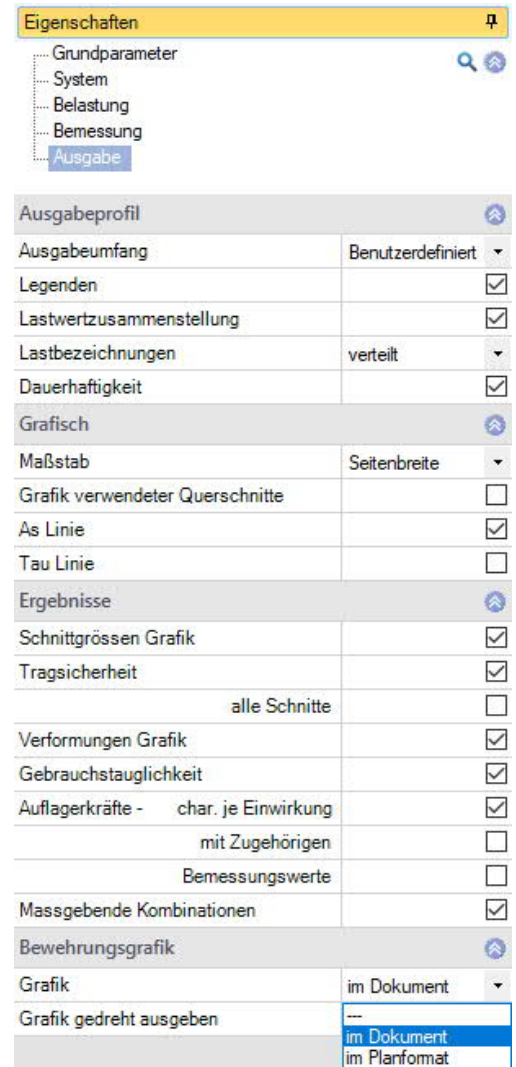 Eigenschaften
Grundparameter
System
Belastung
Bemessung
Ausgabe
Ausgabeprofil
Ausgabeumfang Benutzerdefiniert
Legenden
Lastwertzusammenstellung
Lastbezeichnungen verteilt
Dauerhaftigkeit
Grafisch
Maßstab Seitenbreite
Grafik verwendeter Querschnitte
As Linie
Tau Linie
Ergebnisse
Schnittgrössen Grafik
Tragsicherheit
alle Schnitte
Verformungen Grafik
Gebrauchstauglichkeit
Auflagerkräfte - char. je Einwirkung
mit Zugehörigen
Bemessungswerte
Massgebende Kombinationen
Bewehrungsgrafik
Grafik im Dokument
Grafik gedreht ausgeben ---
im Dokument
im Planformat